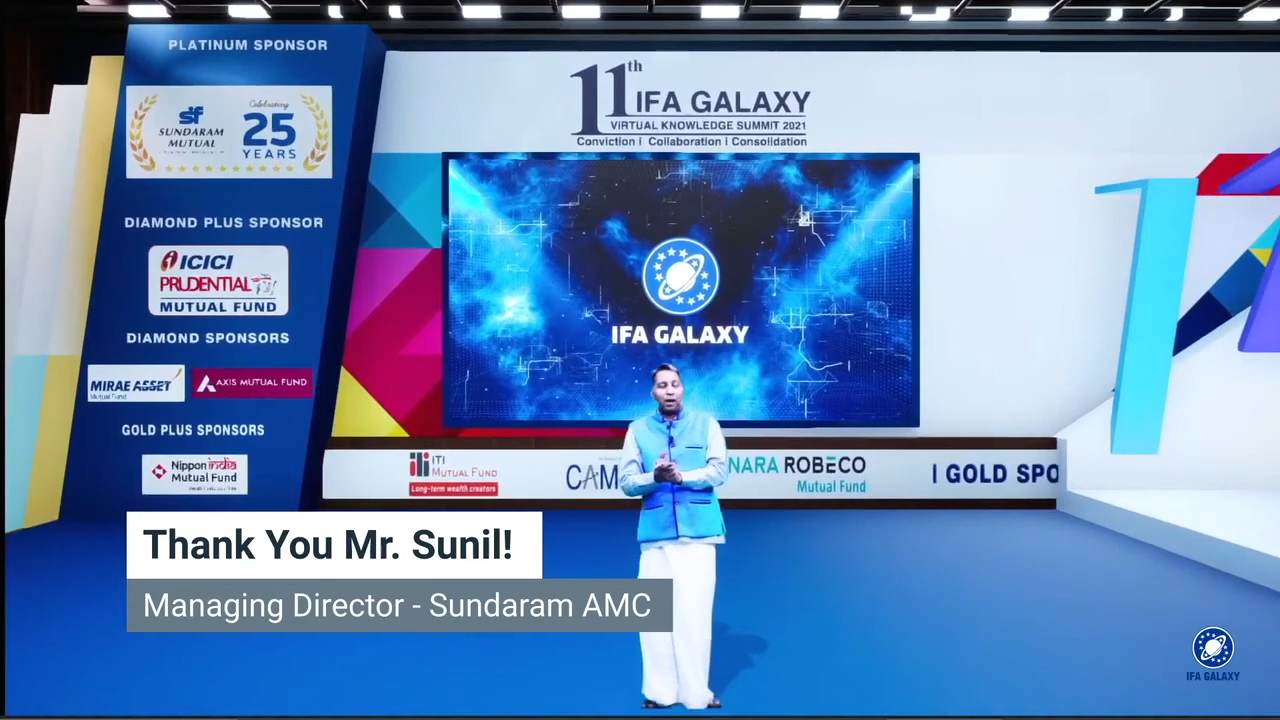 PLATINUM SPONSOR
sf
SUNDARAM
MUTUAL
Celebrating
25
YEARS
DIAMOND PLUS SPONSOR
ICICI
PRUDENTIAL
MUTUAL FUND
DIAMOND SPONSORS
MIRAE ASSET
Mutual Fund
AXIS MUTUAL FUND
GOLD PLUS SPONSORS
Nippon india
Mutual Fund
11th IFA GALAXY
VIRTUAL KNOWLEDGE SUMMIT 2021
Conviction | Collaboration | Consolidation
IFA GALAXY
ITI
MUTUAL FUND
Long-term wealth creators
CAM
NARA ROBECO
Mutual Fund
| GOLD SPO
Thank You Mr. Sunil!
Managing Director - Sundaram AMC
IFA GALAXY